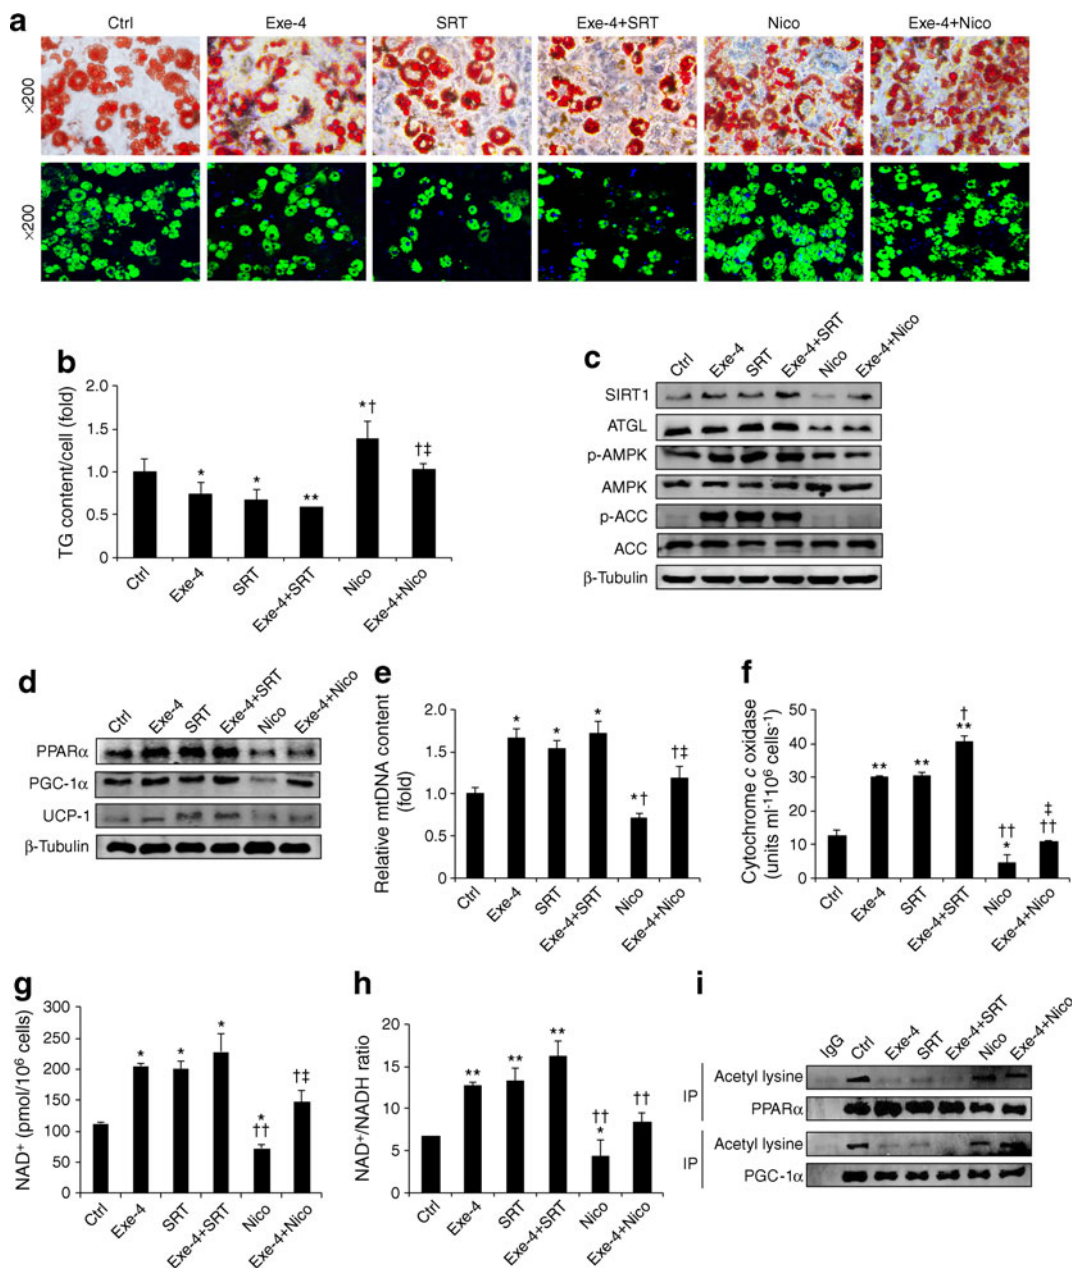 a
Ctrl Exe-4 SRT Exe-4+SRT Nico Exe-4+Nico
×200
×200
b
TG content/cell (fold)
2.0
1.5
1.0
0.5
0
* * ** *† †‡
Ctrl Exe-4 SRT Exe-4+SRT Nico Exe-4+Nico
c
Ctrl Exe-4 SRT Exe-4+SRT Nico Exe-4+Nico
SIRT1
ATGL
p-AMPK
AMPK
p-ACC
ACC
β-Tubulin
d
Ctrl Exe-4 SRT Exe-4+SRT Nico Exe-4+Nico
PPARα
PGC-1α
UCP-1
β-Tubulin
e
Relative mtDNA content
(fold)
2.0
1.5
1.0
0.5
0
* * * *† †‡
Ctrl Exe-4 SRT Exe-4+SRT Nico Exe-4+Nico
f
Cytochrome c oxidase
(units ml⁻¹10⁶ cells⁻¹)
50
40
30
20
10
0
** ** † ** †† * ‡ ††
Ctrl Exe-4 SRT Exe-4+SRT Nico Exe-4+Nico
g
NAD⁺ (pmol/10⁶ cells)
300
250
200
150
100
50
0
* * * * †† †‡
Ctrl Exe-4 SRT Exe-4+SRT Nico Exe-4+Nico
h
NAD⁺/NADH ratio
20
15
10
5
0
** ** ** †† * ††
Ctrl Exe-4 SRT Exe-4+SRT Nico Exe-4+Nico
i
IgG Ctrl Exe-4 SRT Exe-4+SRT Nico Exe-4+Nico
IP
Acetyl lysine
PPARα
IP
Acetyl lysine
PGC-1α